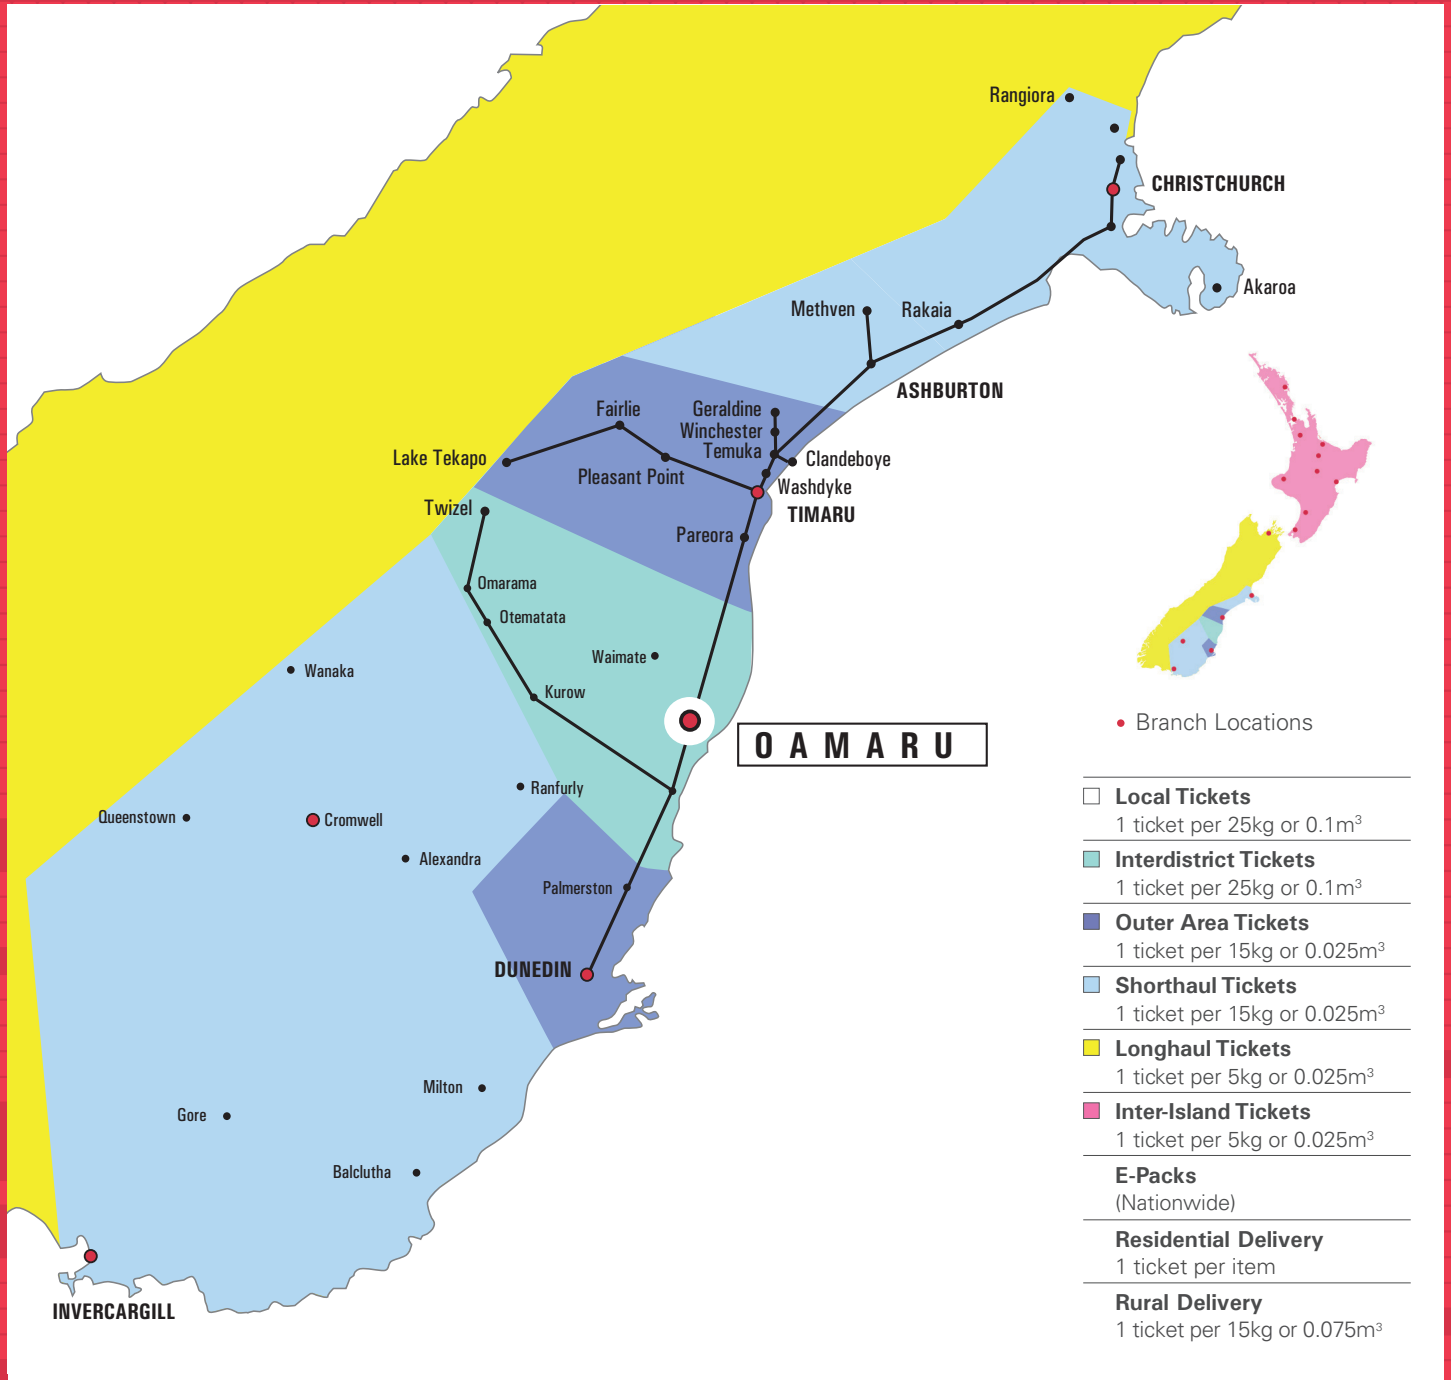 Rangiora
CHRISTCHURCH
Akaroa
Methven
Rakaia
ASHBURTON
Fairlie
Geraldine
Winchester
Temuka
Lake Tekapo
Clandeboye
Pleasant Point
Washdyke
TIMARU
Twizel
Pareora
Omarama
Otematata
Waimate
Wanaka
Kurow
OAMARU
Ranfurly
Queenstown
Cromwell
Alexandra
Palmerston
DUNEDIN
Milton
Gore
Balclutha
INVERCARGILL
Branch Locations
Local Tickets
1 ticket per 25kg or 0.1m³
Interdistrict Tickets
1 ticket per 25kg or 0.1m³
Outer Area Tickets
1 ticket per 15kg or 0.025m³
Shorthaul Tickets
1 ticket per 15kg or 0.025m³
Longhaul Tickets
1 ticket per 5kg or 0.025m³
Inter-Island Tickets
1 ticket per 5kg or 0.025m³
E-Packs
(Nationwide)
Residential Delivery
1 ticket per item
Rural Delivery
1 ticket per 15kg or 0.075m³